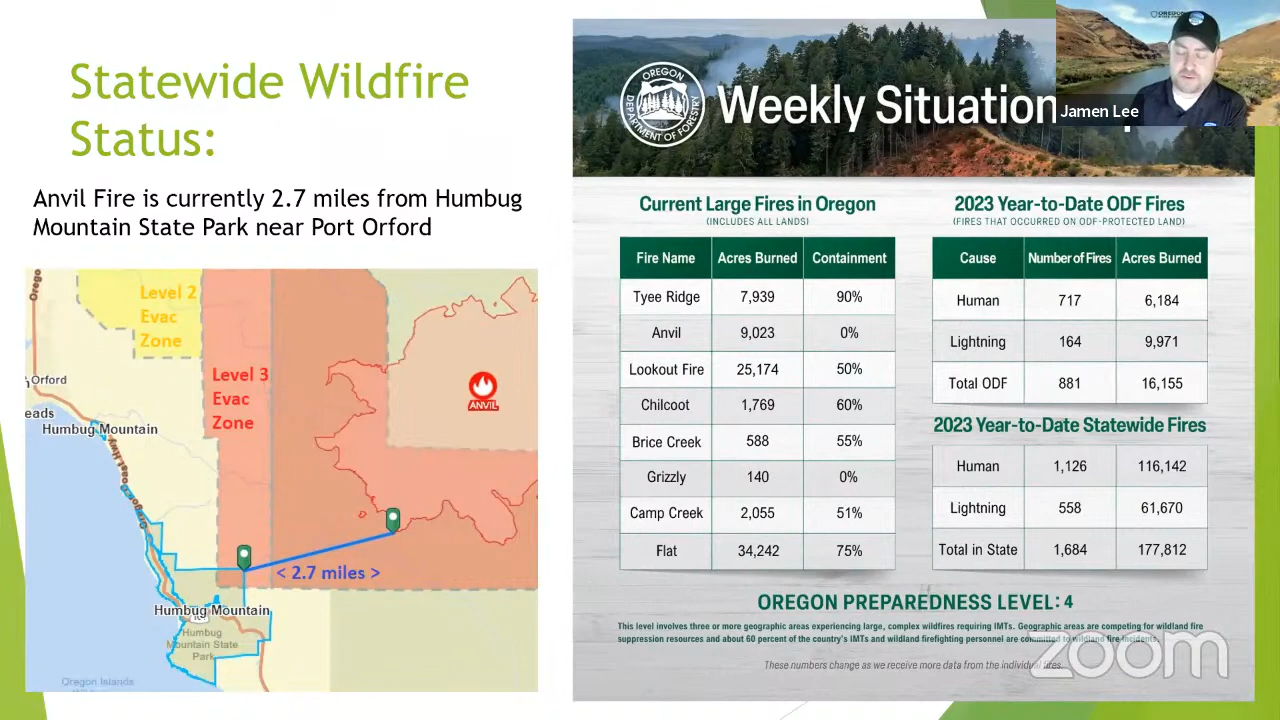 Statewide Wildfire
Status:
Anvil Fire is currently 2.7 miles from Humbug
Mountain State Park near Port Orford
Level 2
Evac
Zone
Level 3
Evac
Zone
ANVIL
Orford
eads
Humbug Mountain
< 2.7 miles >
Humbug Mountain
Humbug
Mountain State
Park
Oregon Islands
OREGON
DEPARTMENT OF FORESTRY
Weekly Situation
Jamen Lee
Current Large Fires in Oregon
(INCLUDES ALL LANDS)
Fire Name Acres Burned Containment
Tyee Ridge 7,939 90%
Anvil 9,023 0%
Lookout Fire 25,174 50%
Chilcoot 1,769 60%
Brice Creek 588 55%
Grizzly 140 0%
Camp Creek 2,055 51%
Flat 34,242 75%
2023 Year-to-Date ODF Fires
(FIRES THAT OCCURRED ON ODF-PROTECTED LAND)
Cause Number of Fires Acres Burned
Human 717 6,184
Lightning 164 9,971
Total ODF 881 16,155
2023 Year-to-Date Statewide Fires
Human 1,126 116,142
Lightning 558 61,670
Total in State 1,684 177,812
OREGON PREPAREDNESS LEVEL: 4
This level involves three or more geographic areas experiencing large, complex wildfires requiring IMTs. Geographic areas are competing for wildland fire
suppression resources and about 60 percent of the country's IMTs and wildland firefighting personnel are committed to wildland fire incidents.
These numbers change as we receive more data from the individual fires.
zoom